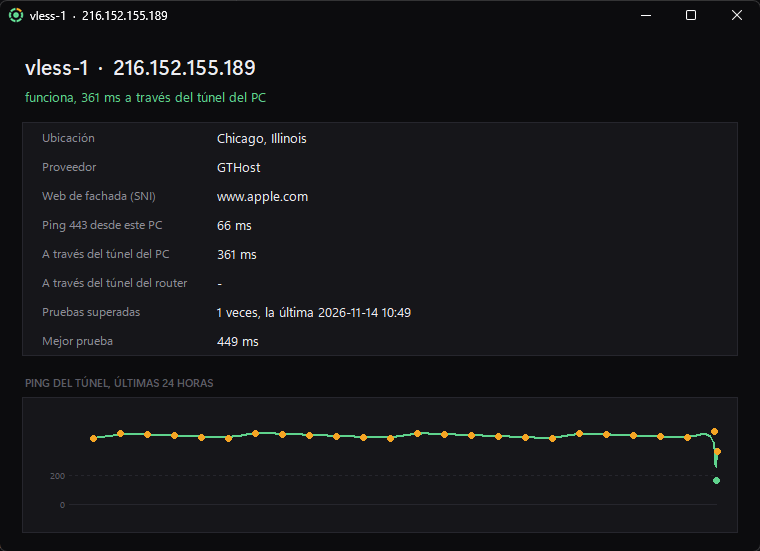 vless-1 · 216.152.155.189
vless-1 · 216.152.155.189
funciona, 361 ms a través del túnel del PC
Ubicación Chicago, Illinois
Proveedor GTHost
Web de fachada (SNI) www.apple.com
Ping 443 desde este PC 66 ms
A través del túnel del PC 361 ms
A través del túnel del router -
Pruebas superadas 1 veces, la última 2026-11-14 10:49
Mejor prueba 449 ms
PING DEL TÚNEL, ÚLTIMAS 24 HORAS
200
0